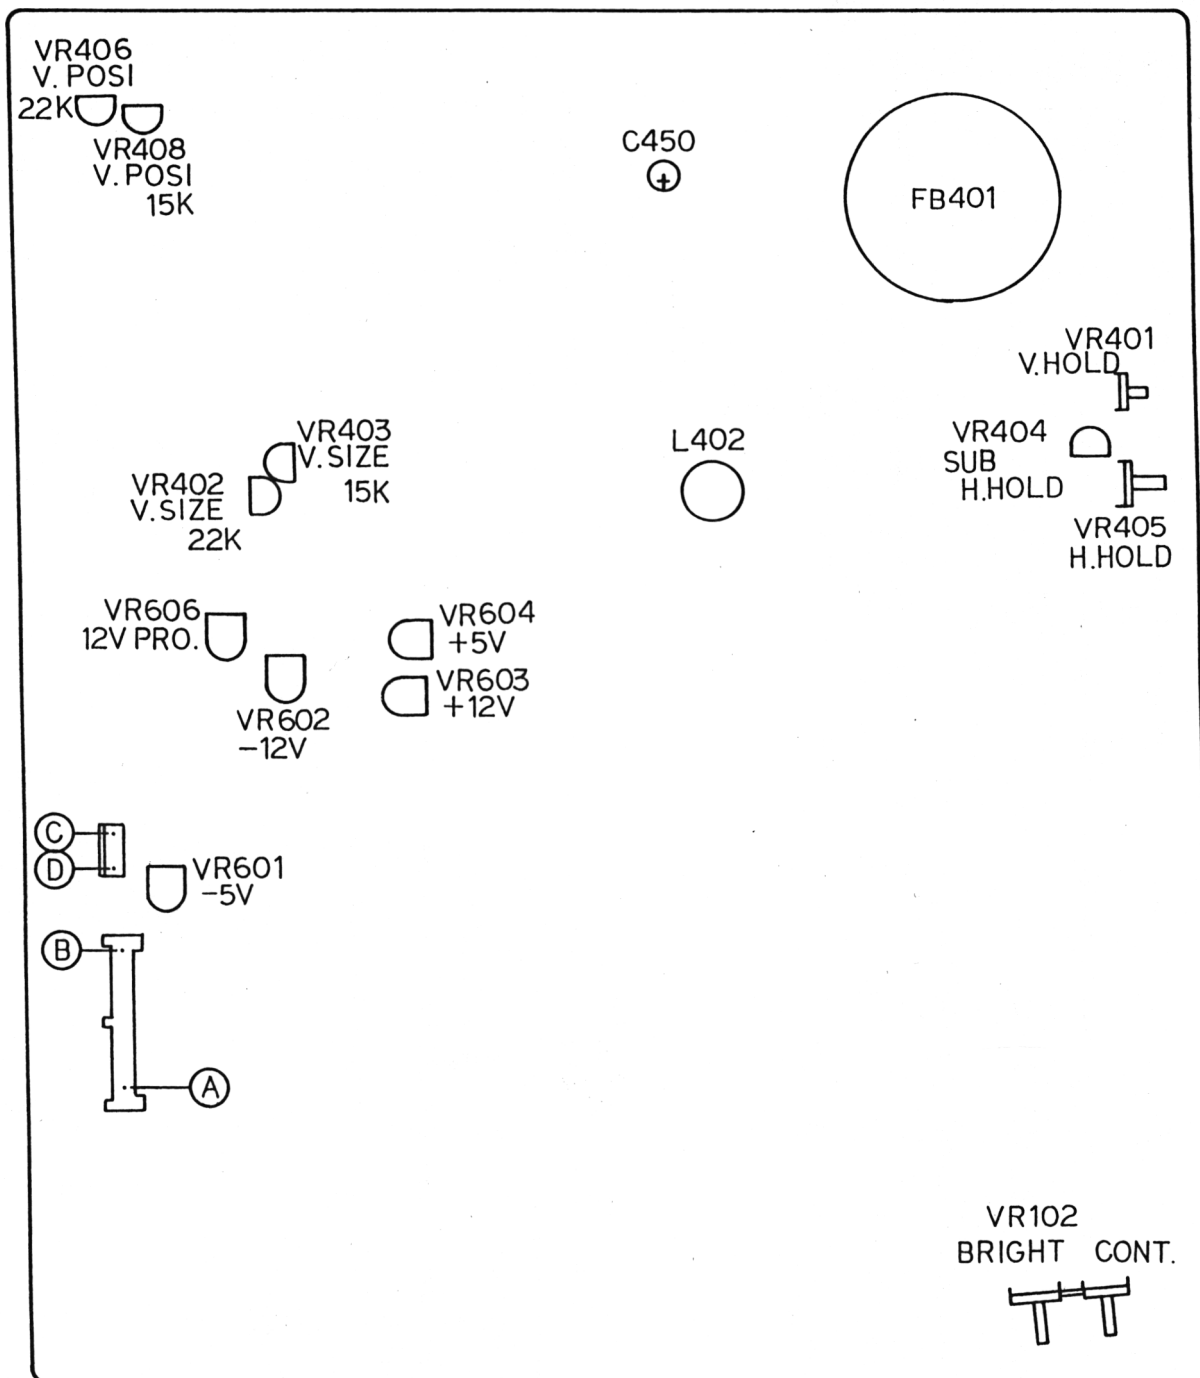 VR406
V. POSI
22K
VR408
V. POSI
15K
C450
FB401
VR401
V.HOLD
VR403
V.SIZE
15K
VR402
V.SIZE
22K
L402
VR404
SUB
H.HOLD
VR405
H.HOLD
VR606
12V PRO.
VR604
+5V
VR603
+12V
VR602
-12V
C
D
VR601
-5V
B
A
VR102
BRIGHT CONT.